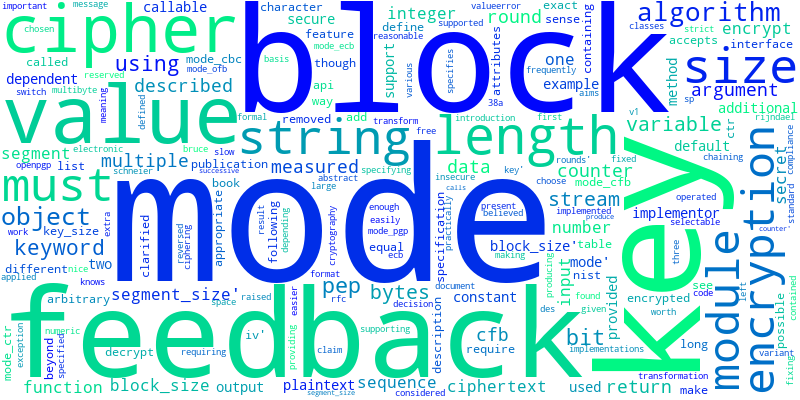 important
message
cipher
block
callable
character
secure
integer
round
exact
sense
valueerror
classes
algorithm
chosen
feature
define
supported
reasonable
strict
encrypt
called
using
mode_cbc
mode_ecb
though
support
attributes
containing
accepts
interface
dependent
described
mode_ofb
basis
api
way
specifies
various
one
frequently
example
aims
method
size
argument
reserved
switch
multibyte
meaning
defined
value
removed
add
38a
sp
rijndael
additional
v1
formal
transform
free
introduction
first
segment
electronic
bruce
string
length
variable
ctr
must
multiple
measured
rounds'
fixed
default
chaining
openpgp
list
schneier
slow
successive
publication
data
counter
secret
compliance
standard
abstract
specifying
insecure
calls
key'
choose
mode_cfb
object
book
large
mode
stream
believed
implemented
produce
key
operated
implementor
selectable
work
key_size
extra
clarified
reversed
ciphering
appropriate
result
following
depending
cryptography
enough
easily
mode_pgp
present
practically
specification
number
counter'
keyword
two
equal
ecb
block_size'
making
table
three
code
left
different
nice
beyond
format
document
mode'
nist
see
encryption
module
possible
contained
applied
knows
segment_size'
space
raised
easier
rfc
decision
pep
constant
producing
input
found
provided
encrypted
worth
arbitrary
iv'
bytes
description
des
given
mode_ctr
exception
numeric
specified
feedback
decrypt
requiring
providing
claim
supporting
cfb
require
bit
implementations
long
transformation
variant
fixing
function
block_size
output
plaintext
segment_size
sequence
considered
ciphertext
used
return
make